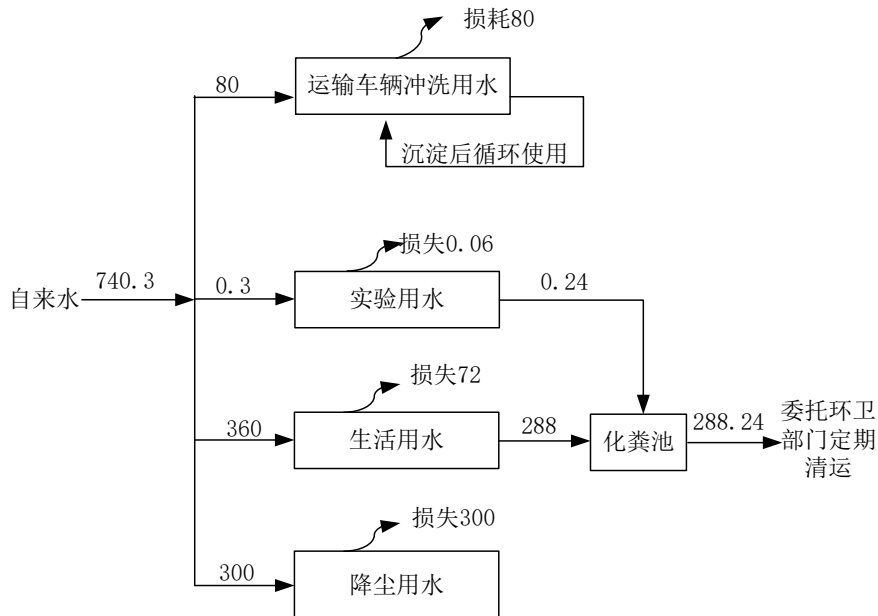 损耗80
80
运输车辆冲洗用水
沉淀后循环使用
损失0.06
自来水
740.3
0.3
实验用水
0.24
损失72
360
生活用水
288
化粪池
288.24
委托环卫
部门定期
清运
损失300
300
降尘用水